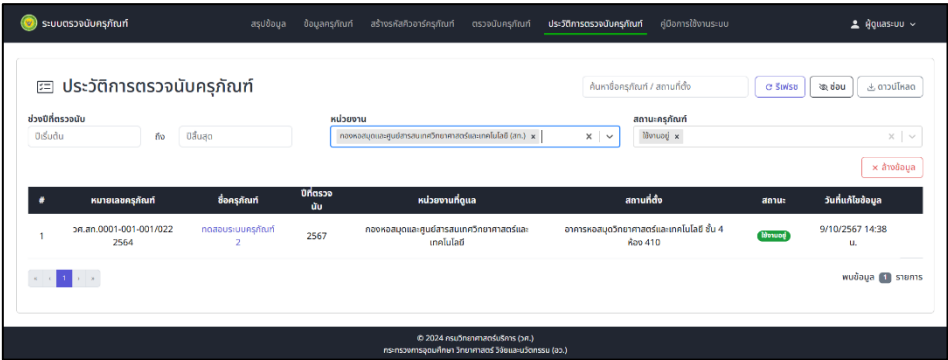 ระบบตรวจนับครุภัณฑ์ สรุปข้อมูล ข้อมูลครุภัณฑ์ สร้างรหัสคิวอาร์ครุภัณฑ์ ตรวจนับครุภัณฑ์ ประวัติการตรวจนับครุภัณฑ์ คู่มือการใช้งานระบบ ผู้ดูแลระบบ
ประวัติการตรวจนับครุภัณฑ์ ค้นหาชื่อครุภัณฑ์ / สถานที่ตั้ง รีเฟรช ซ่อน ดาวน์โหลด
ช่วงปีที่ตรวจนับ หน่วยงาน สถานะครุภัณฑ์
ปีเริ่มต้น ถึง ปีสิ้นสุด กองหอสมุดและศูนย์สารสนเทศวิทยาศาสตร์และเทคโนโลยี (สท.) x ใช้งานอยู่ x
× ล้างข้อมูล
# หมายเลขครุภัณฑ์ ชื่อครุภัณฑ์ ปีที่ตรวจ หน่วยงานที่ดูแล สถานที่ตั้ง สถานะ วันที่แก้ไขข้อมูล
นับ
1 วศ.สท.0001-001-001/022 ทดสอบระบบครุภัณฑ์ 2567 กองหอสมุดและศูนย์สารสนเทศวิทยาศาสตร์และ อาคารหอสมุดวิทยาศาสตร์และเทคโนโลยี ชั้น 4 ใช้งานอยู่ 9/10/2567 14:38
2564 2 เทคโนโลยี ห้อง 410 น.
« ‹ 1 › » พบข้อมูล 1 รายการ
© 2024 กรมวิทยาศาสตร์บริการ (วศ.)
กระทรวงการอุดมศึกษา วิทยาศาสตร์ วิจัยและนวัตกรรม (อว.)